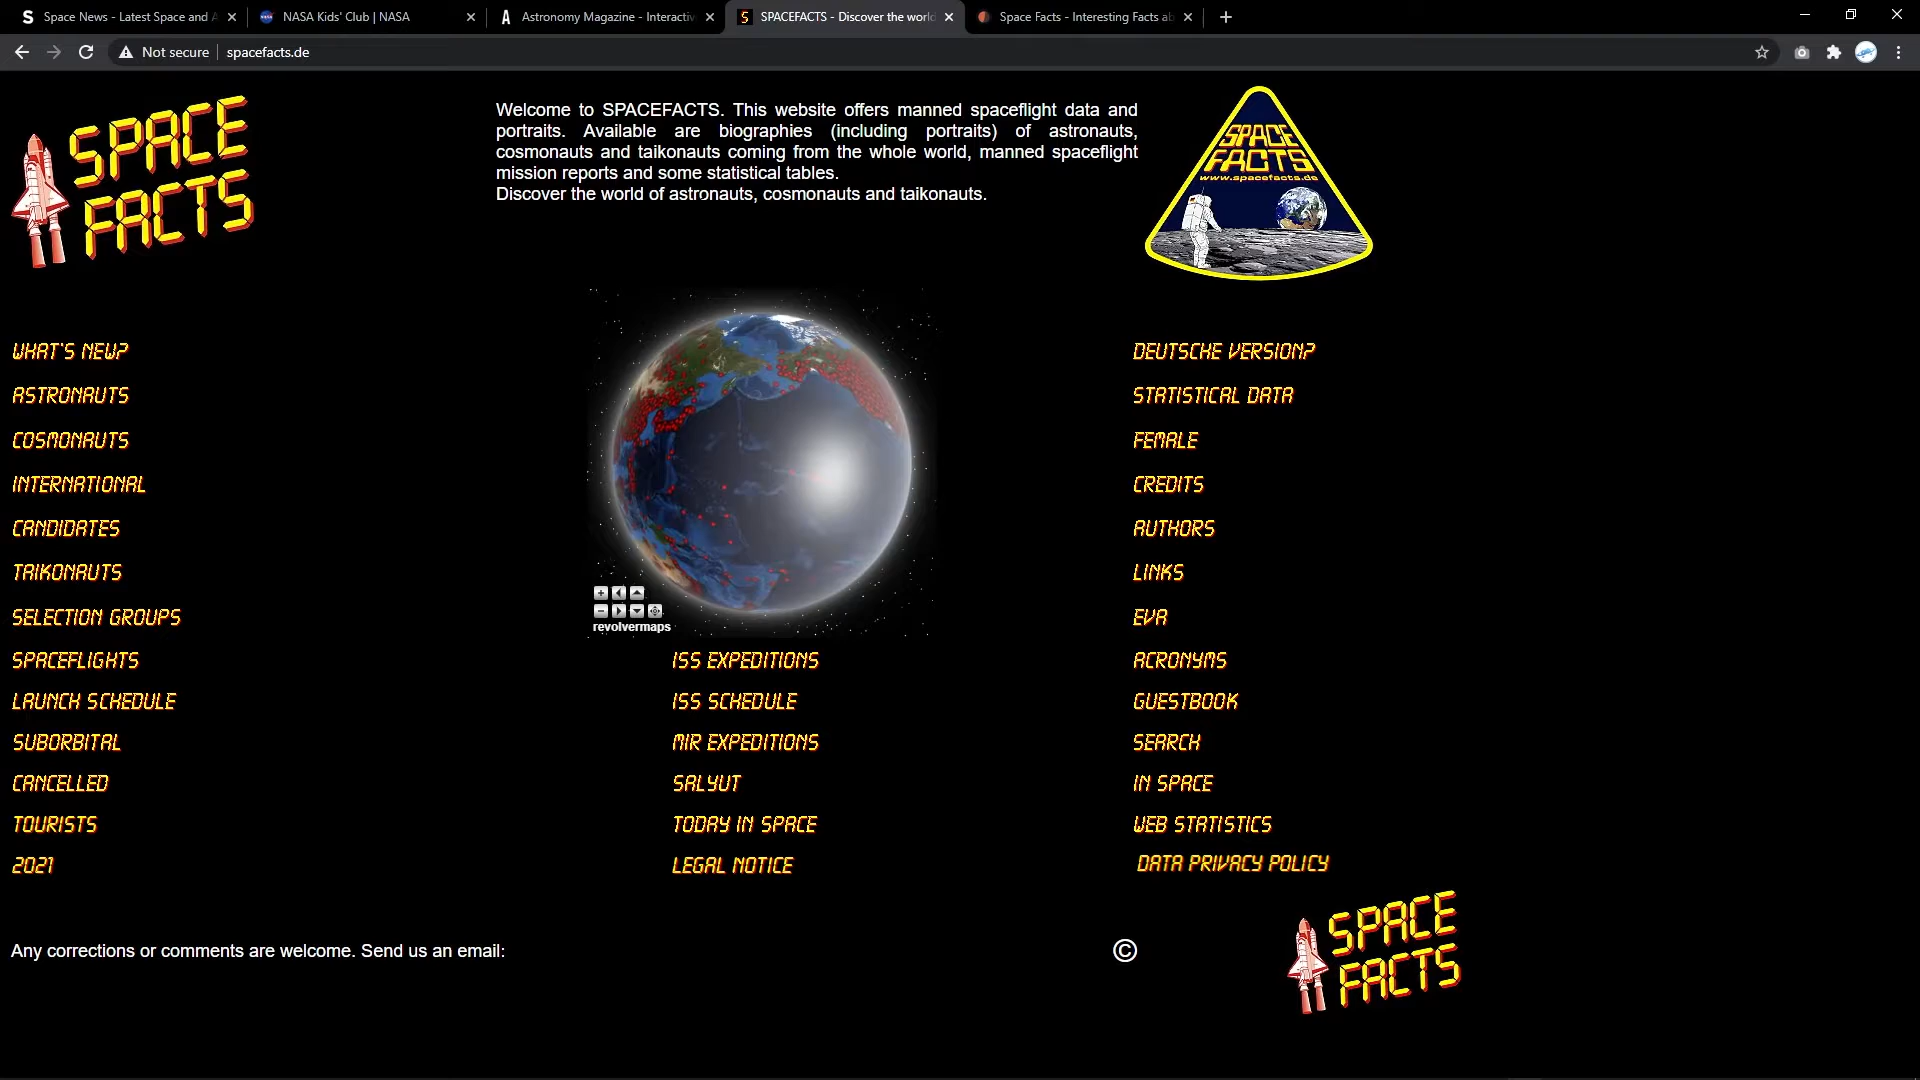 Space News - Latest Space and A
NASA Kids' Club | NASA
Astronomy Magazine - Interactiv
SPACEFACTS - Discover the world
Space Facts - Interesting Facts ab
Not secure
spacefacts.de
SPACE
FACTS
Welcome to SPACEFACTS. This website offers manned spaceflight data and
portraits. Available are biographies (including portraits) of astronauts,
cosmonauts and taikonauts coming from the whole world, manned spaceflight
mission reports and some statistical tables.
Discover the world of astronauts, cosmonauts and taikonauts.
SPACE
FACTS
www.spacefacts.de
WHAT'S NEW?
ASTRONAUTS
COSMONAUTS
INTERNATIONAL
CANDIDATES
TAIKONAUTS
SELECTION GROUPS
SPACEFLIGHTS
LAUNCH SCHEDULE
SUBORBITAL
CANCELLED
TOURISTS
2021
revolvermaps
ISS EXPEDITIONS
ISS SCHEDULE
MIR EXPEDITIONS
SALYUT
TODAY IN SPACE
LEGAL NOTICE
DEUTSCHE VERSION?
STATISTICAL DATA
FEMALE
CREDITS
AUTHORS
LINKS
EVA
ACRONYMS
GUESTBOOK
SEARCH
IN SPACE
WEB STATISTICS
DATA PRIVACY POLICY
Any corrections or comments are welcome. Send us an email:
©
SPACE
FACTS